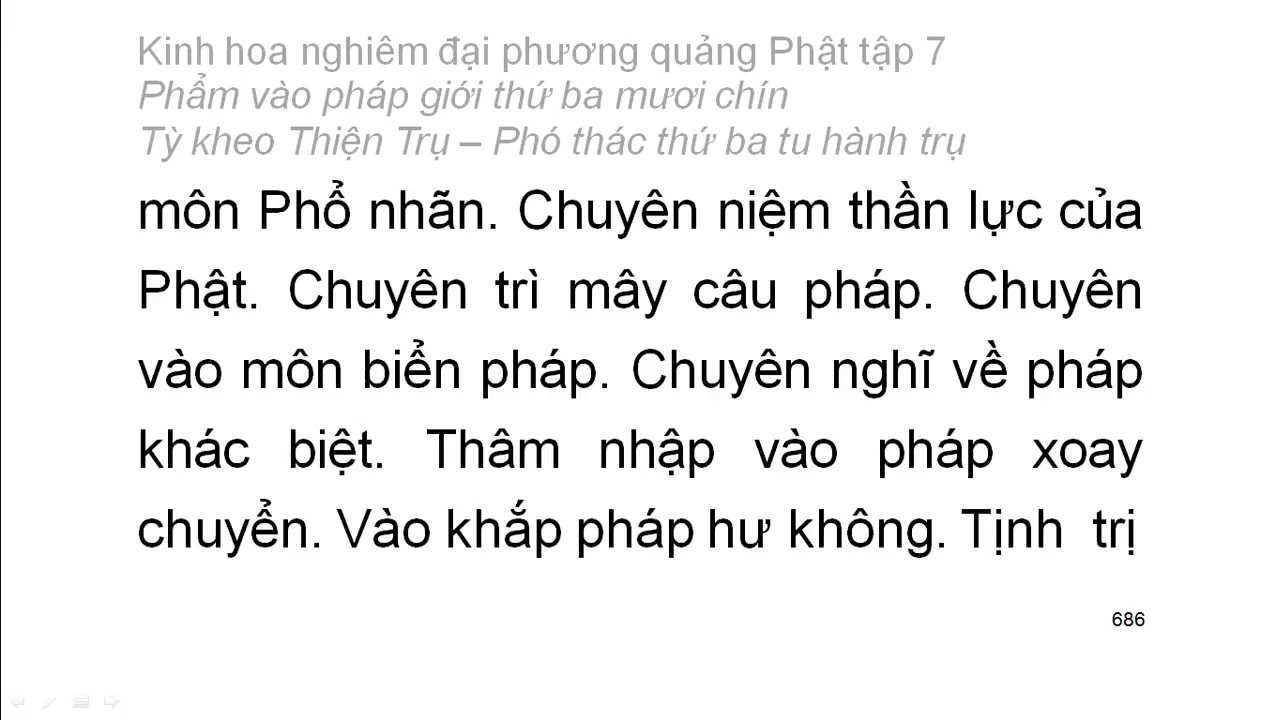 Kinh hoa nghiêm đại phương quảng Phật tập 7
Phẩm vào pháp giới thứ ba mươi chín
Tỳ kheo Thiện Trụ – Phó thác thứ ba tu hành trụ
môn Phổ nhãn. Chuyên niệm thần lực của
Phật. Chuyên trì mây câu pháp. Chuyên
vào môn biển pháp. Chuyên nghĩ về pháp
khác biệt. Thâm nhập vào pháp xoay
chuyển. Vào khắp pháp hư không. Tịnh trị
686